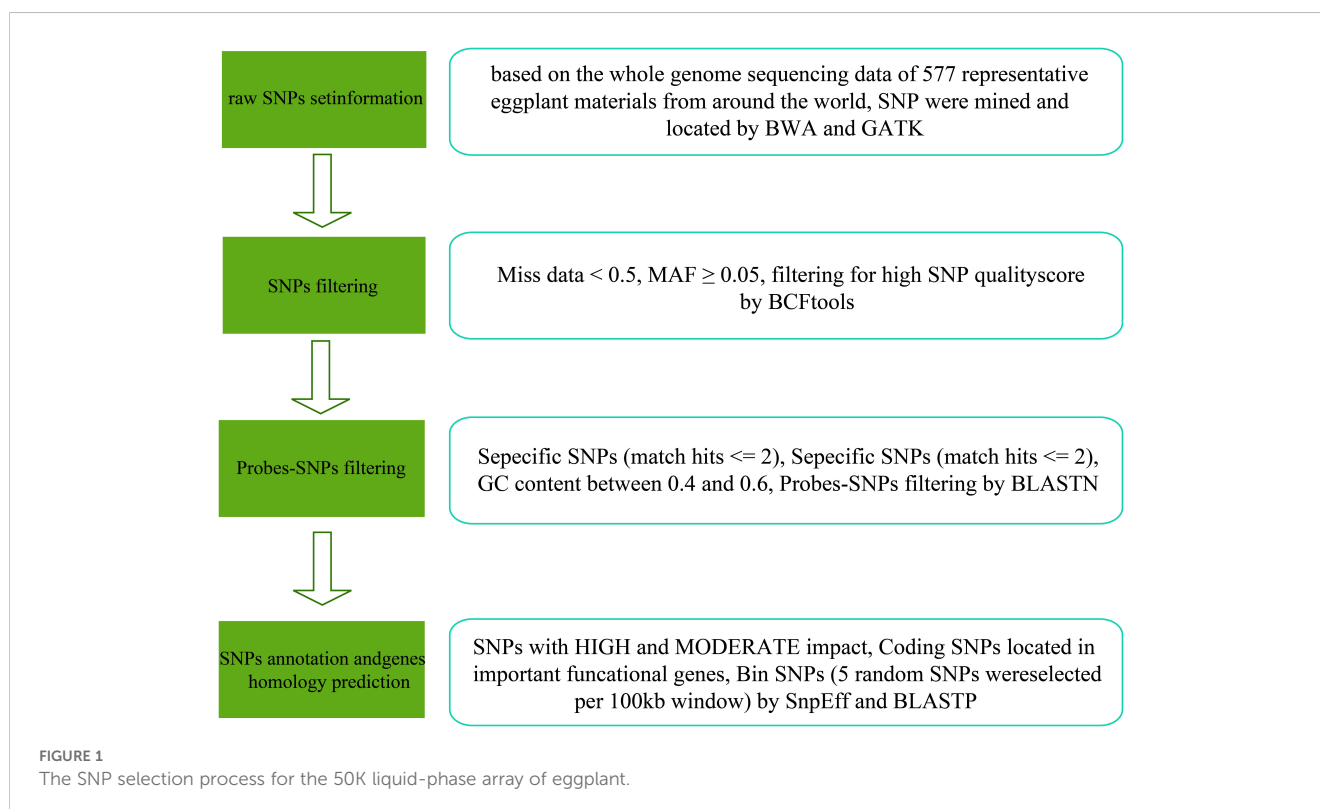 raw SNPs setinformation
based on the whole genome sequencing data of 577 representative
eggplant materials from around the world, SNP were mined and
located by BWA and GATK
SNPs filtering
Miss data < 0.5, MAF ≥ 0.05, filtering for high SNP qualityscore
by BCFtools
Probes-SNPs filtering
Sepecific SNPs (match hits <= 2), Sepecific SNPs (match hits <= 2),
GC content between 0.4 and 0.6, Probes-SNPs filtering by BLASTN
SNPs annotation andgenes
homology prediction
SNPs with HIGH and MODERATE impact, Coding SNPs located in
important funcational genes, Bin SNPs (5 random SNPs wereselected
per 100kb window) by SnpEff and BLASTP
FIGURE 1
The SNP selection process for the 50K liquid-phase array of eggplant.